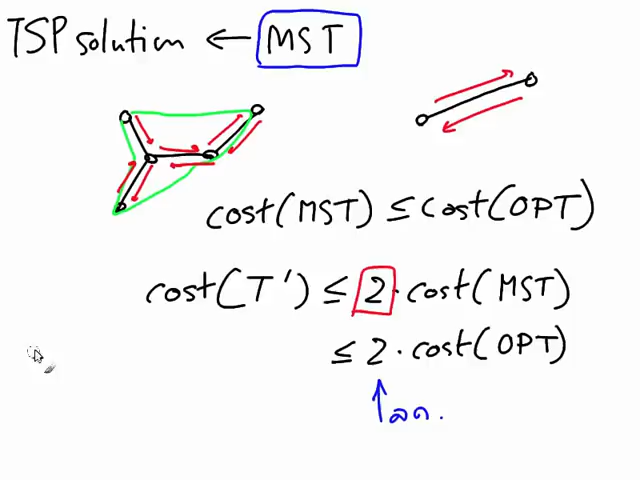 TSP solution ← MST
cost(MST) ≤ cost(OPT)
cost(T') ≤ 2 · cost(MST)
≤ 2 · cost(OPT)
↑ลด.